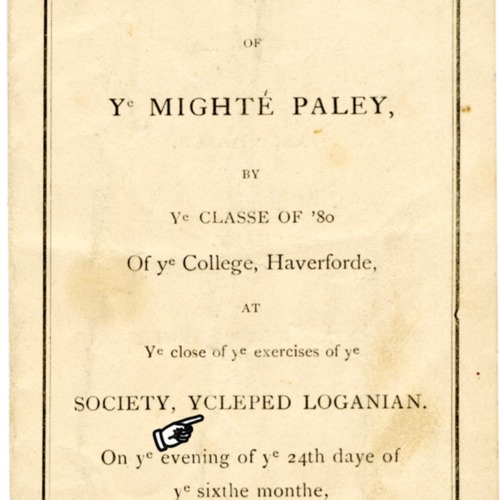 OF
Yᵉ MIGHTÉ PALEY,
BY
Yᵉ CLASSE OF '80
Of yᵉ College, Haverforde,
AT
Yᵉ close of yᵉ exercises of yᵉ
SOCIETY, YCLEPED LOGANIAN.
On yᵉ evening of yᵉ 24th daye of
yᵉ sixthe monthe,